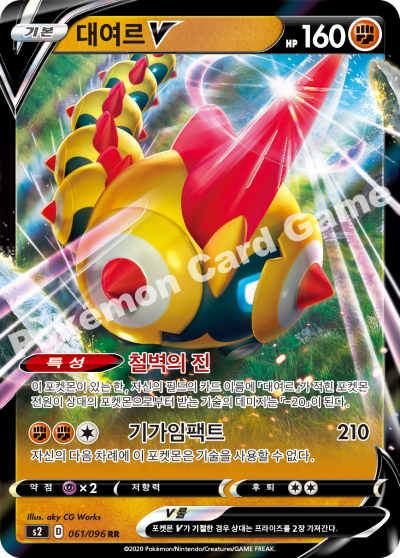 기본 대여르V HP 160
Pokémon Card Game
특성 철벽의 진
이 포켓몬이 있는 한, 자신의 필드의 카드 이름에 「대여르」가 적힌 포켓몬
전원이 상대의 포켓몬으로부터 받는 기술의 데미지는 「-20」이 된다.
기가임팩트 210
자신의 다음 차례에 이 포켓몬은 기술을 사용할 수 없다.
약점 ×2 저항력 후퇴
V룰
포켓몬V가 기절한 경우 상대는 프라이즈를 2장 가져간다.
Illus. aky CG Works
s2 D 061/096 RR
©2020 Pokémon/Nintendo/Creatures/GAME FREAK.